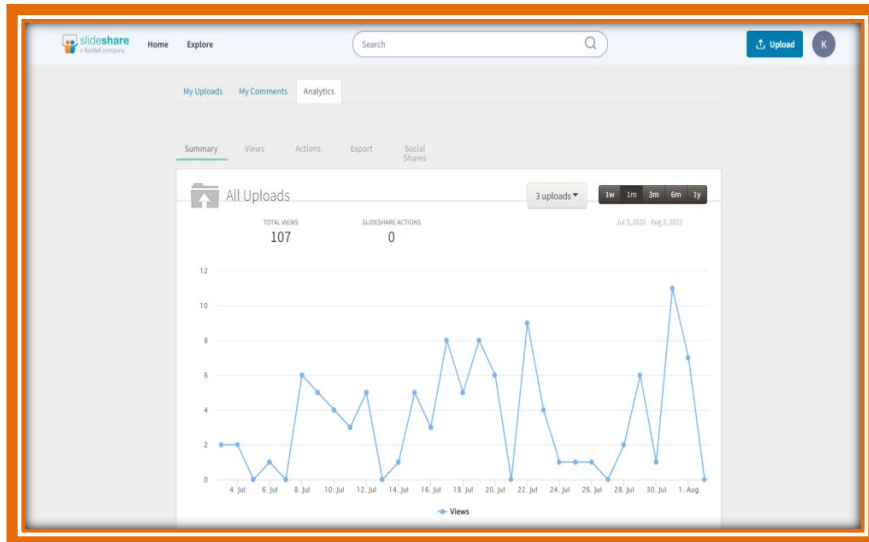 slideshare
a Scribd company
Home
Explore
Search
Upload
K
My Uploads
My Comments
Analytics
Summary
Views
Actions
Export
Social
Shares
All Uploads
3 uploads
1w 1m 3m 6m 1y
TOTAL VIEWS
107
SLIDESHARE ACTIONS
0
Jul 3, 2022 - Aug 2, 2022
12
10
8
6
4
2
0
4. Jul 6. Jul 8. Jul 10. Jul 12. Jul 14. Jul 16. Jul 18. Jul 20. Jul 22. Jul 24. Jul 26. Jul 28. Jul 30. Jul 1. Aug
Views